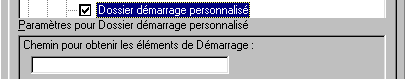 Dossier démarrage personnalisé
Paramètres pour Dossier démarrage personnalisé
Chemin pour obtenir les éléments de Démarrage :